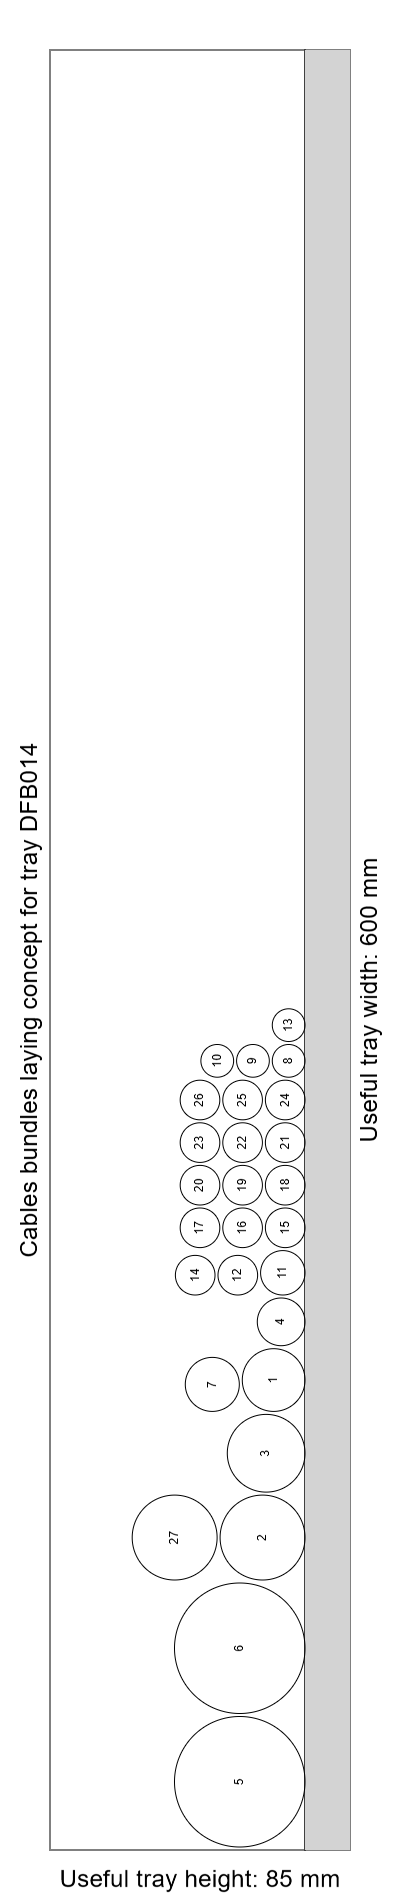 Cables bundles laying concept for tray DFB014
13
10 9 8
26 25 24
23 22 21
20 19 18
17 16 15
14 12 11
4
7 1
3
27 2
6
5
Useful tray width: 600 mm
Useful tray height: 85 mm